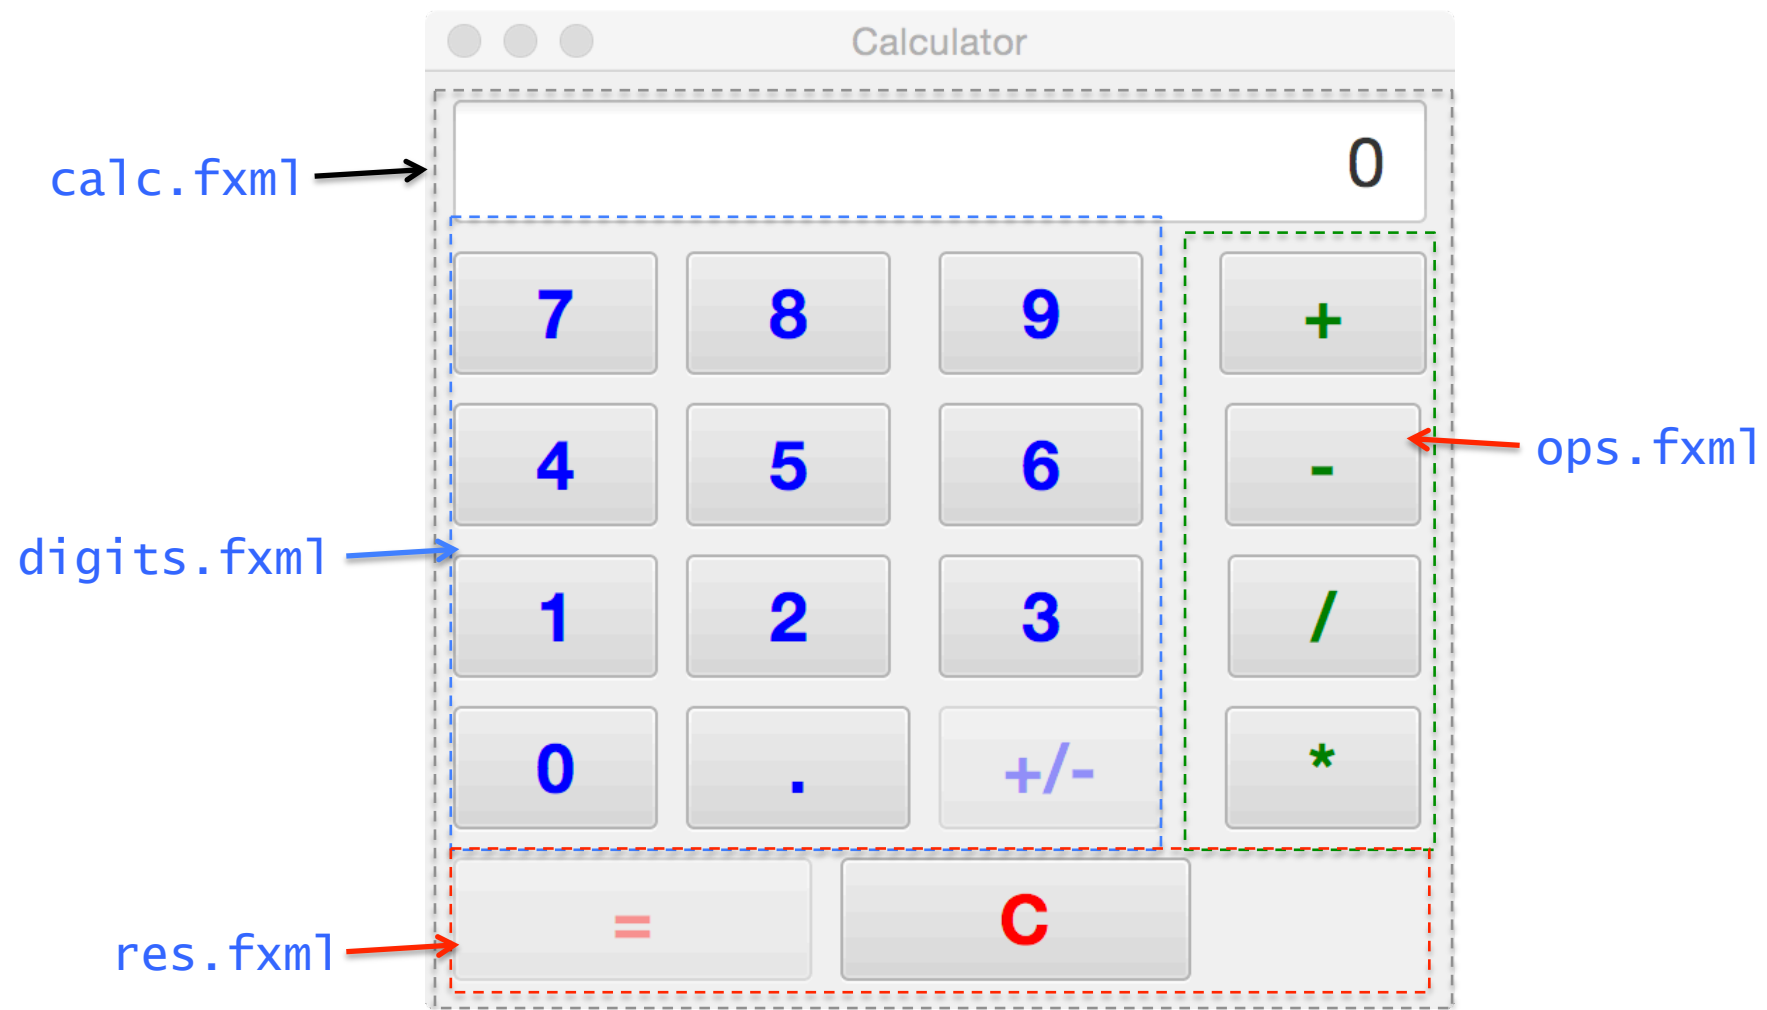 Calculator
calc.fxml
0
7 8 9 +
4 5 6 -
ops.fxml
digits.fxml
1 2 3 /
0 . +/- *
= C
res.fxml